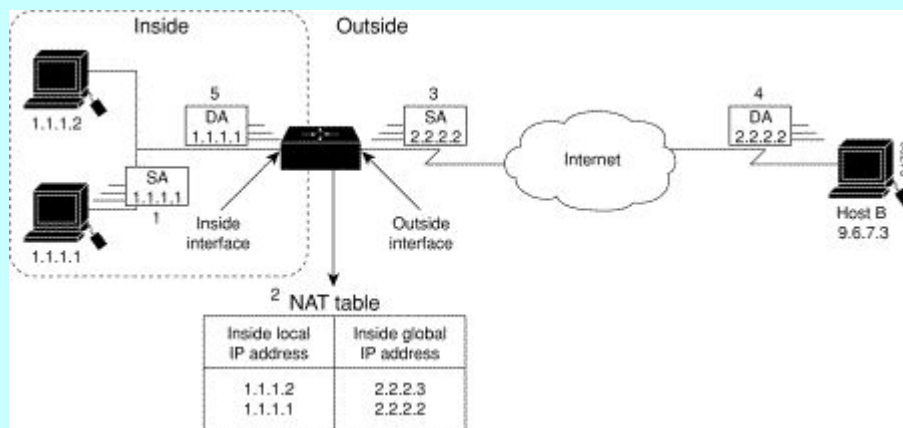 Inside
Outside
5
DA
1.1.1.1
3
SA
2.2.2.2
4
DA
2.2.2.2
1.1.1.2
Internet
SA
1.1.1,1
1
Inside
interface
Outside
interface
Host B
9.6.7.3
1.1.1.1
2
NAT table
Inside local
IP address
Inside global
IP address
1.1.1.2
2.2.2.3
1.1.1.1
2.2.2.2